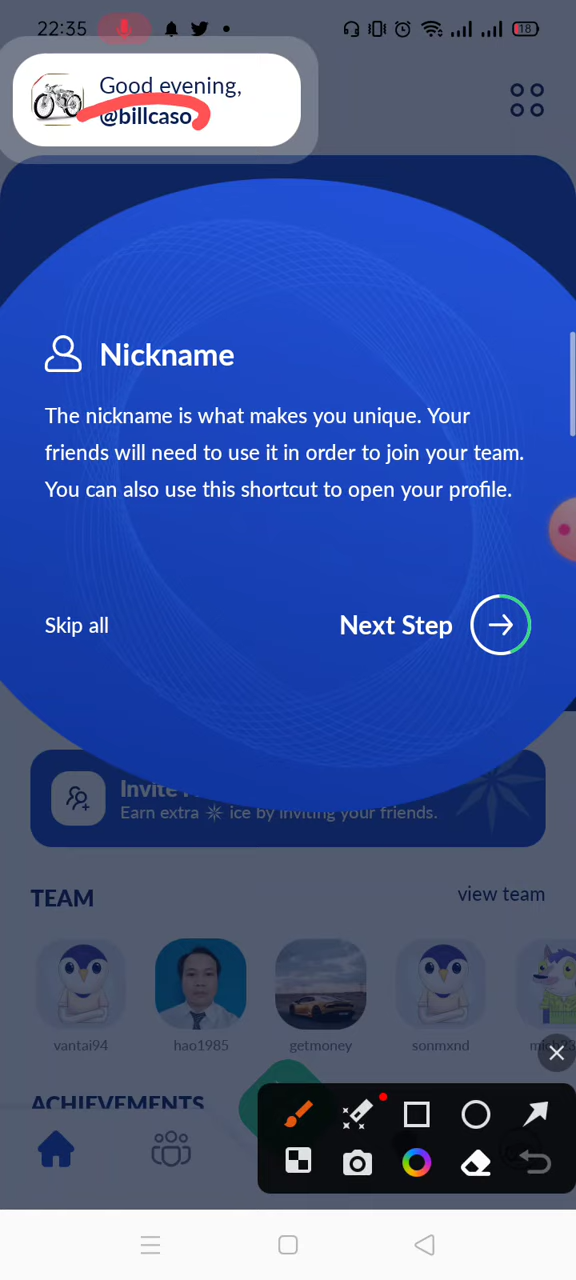 22:35
18
Good evening,
@billcaso
Nickname
The nickname is what makes you unique. Your
friends will need to use it in order to join your team.
You can also use this shortcut to open your profile.
Skip all
Next Step
Invite
Earn extra ice by inviting your friends.
TEAM
view team
vantai94
hao1985
getmoney
sonmxnd
ACHIEVEMENTS